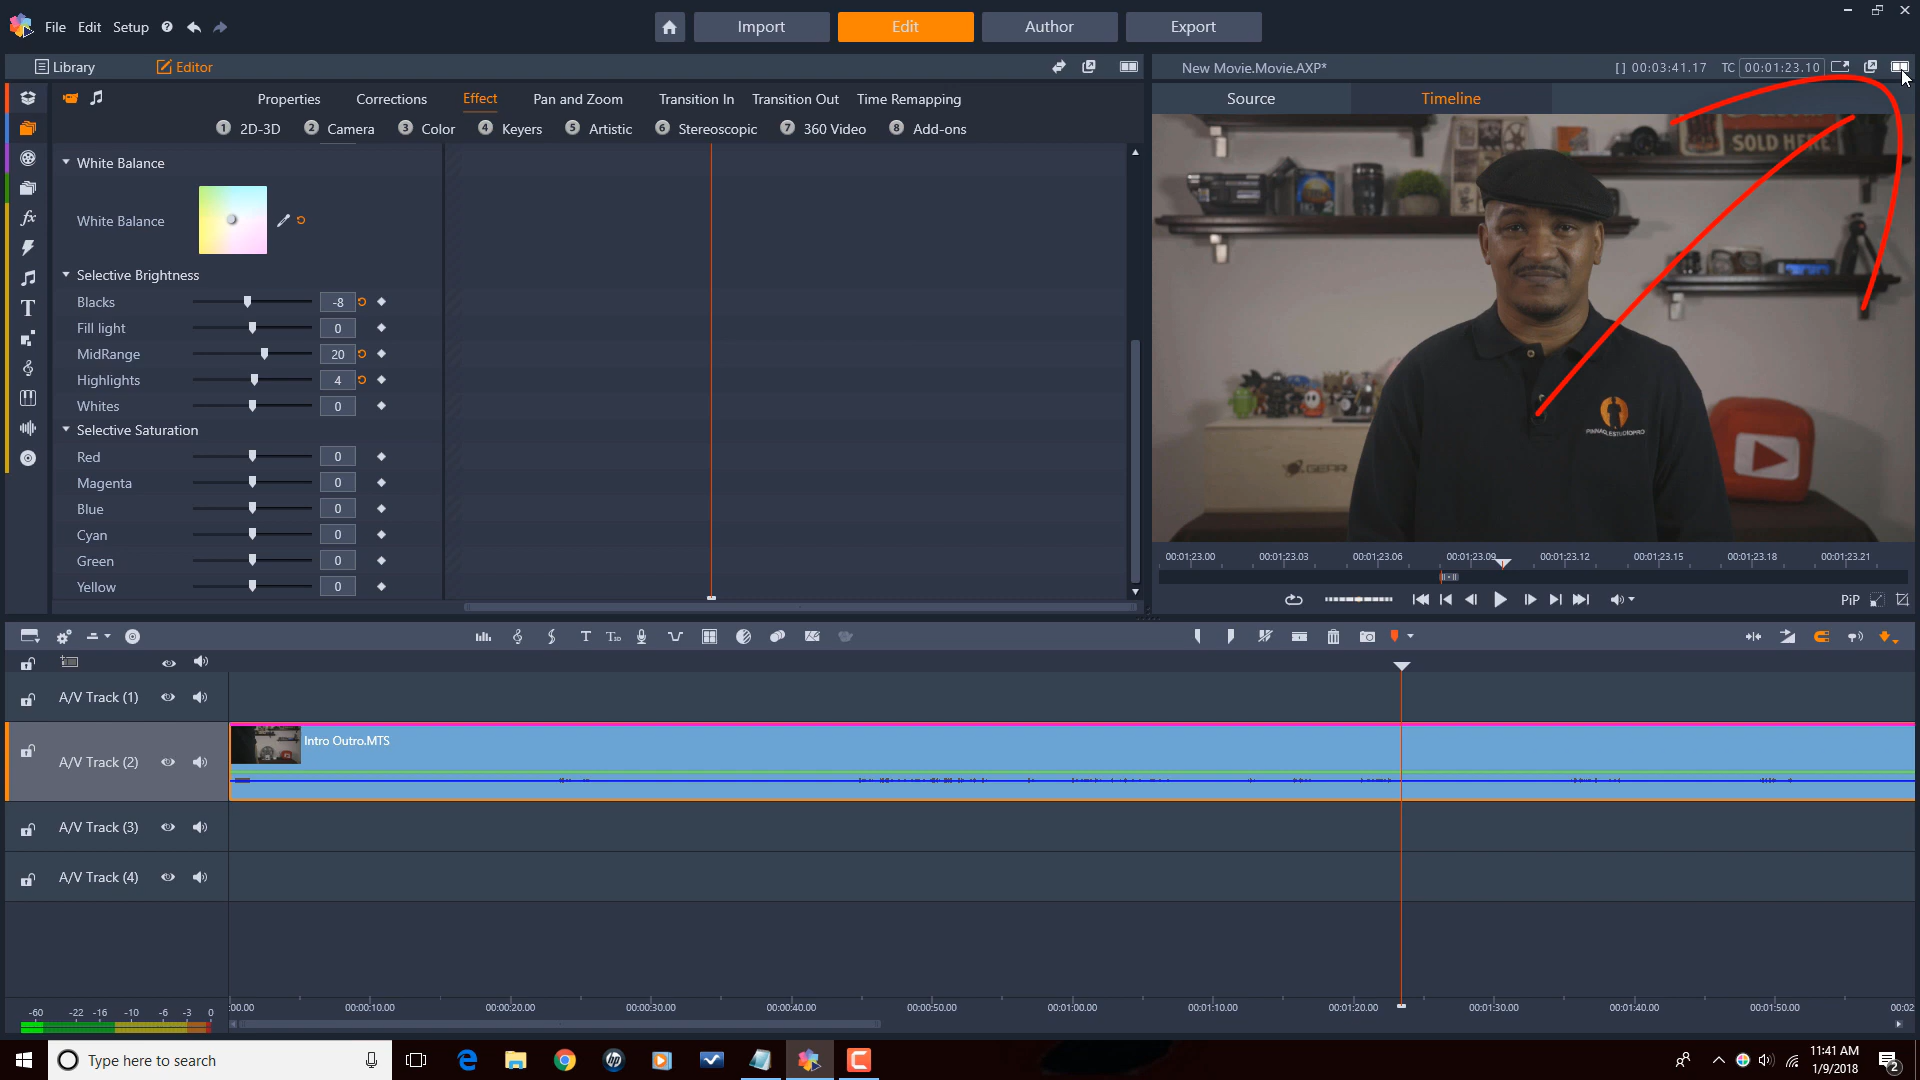 File Edit Setup
Import Edit Author Export
Library Editor
New Movie.Movie.AXP* [ ] 00:03:41.17 TC 00:01:23.10
Properties Corrections Effect Pan and Zoom Transition In Transition Out Time Remapping
Source Timeline
1 2D-3D 2 Camera 3 Color 4 Keyers 5 Artistic 6 Stereoscopic 7 360 Video 8 Add-ons
SOLD HERE
White Balance
White Balance
Selective Brightness
Blacks -8
Fill light 0
MidRange 20
Highlights 4
Whites 0
Selective Saturation
Red 0
Magenta 0
Blue 0
Cyan 0
Green 0
Yellow 0
PINNACLESTUDIOPRO
GEAR
00:01:23.00 00:01:23.03 00:01:23.06 00:01:23.09 00:01:23.12 00:01:23.15 00:01:23.18 00:01:23.21
PiP
A/V Track (1)
Intro Outro.MTS
A/V Track (2)
A/V Track (3)
A/V Track (4)
:00.00 00:00:10.00 00:00:20.00 00:00:30.00 00:00:40.00 00:00:50.00 00:01:00.00 00:01:10.00 00:01:20.00 00:01:30.00 00:01:40.00 00:01:50.00 00:02
-60 -22 -16 -10 -6 -3 0
Type here to search
11:41 AM
1/9/2018
2